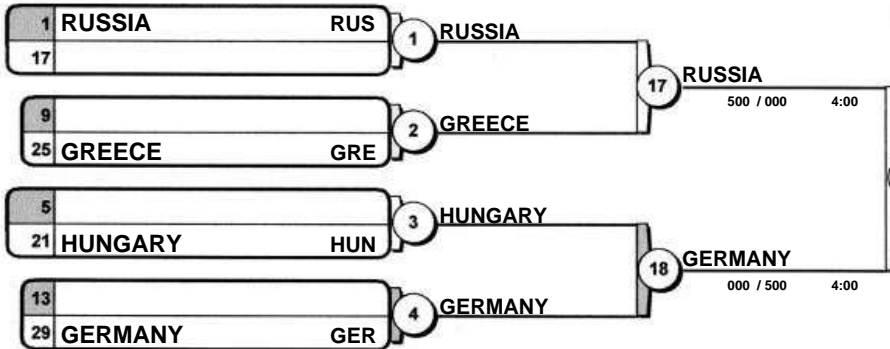 1 RUSSIA RUS
17
1 RUSSIA
9
25 GREECE GRE
2 GREECE
17 RUSSIA
500 / 000 4:00
5
21 HUNGARY HUN
3 HUNGARY
13
29 GERMANY GER
4 GERMANY
18 GERMANY
000 / 500 4:00